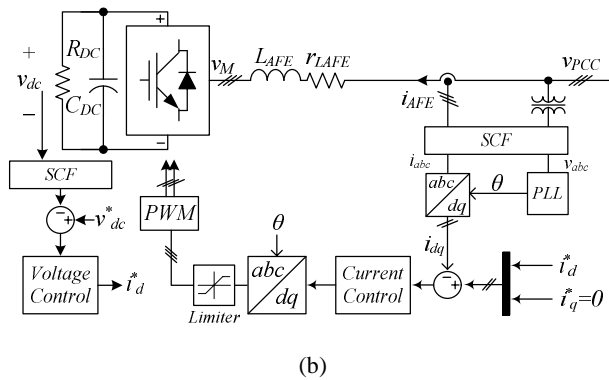 +
R_DC
v_dc
C_DC
−
+
−
v_M
L_AFE
r_LAFE
i_AFE
v_PCC
SCF
i_abc
v_abc
abc
dq
θ
PLL
SCF
− +
v*_dc
Voltage
Control
i*_d
PWM
Limiter
θ
abc
dq
Current
Control
i_dq
− +
i*_d
i*_q=0
(b)